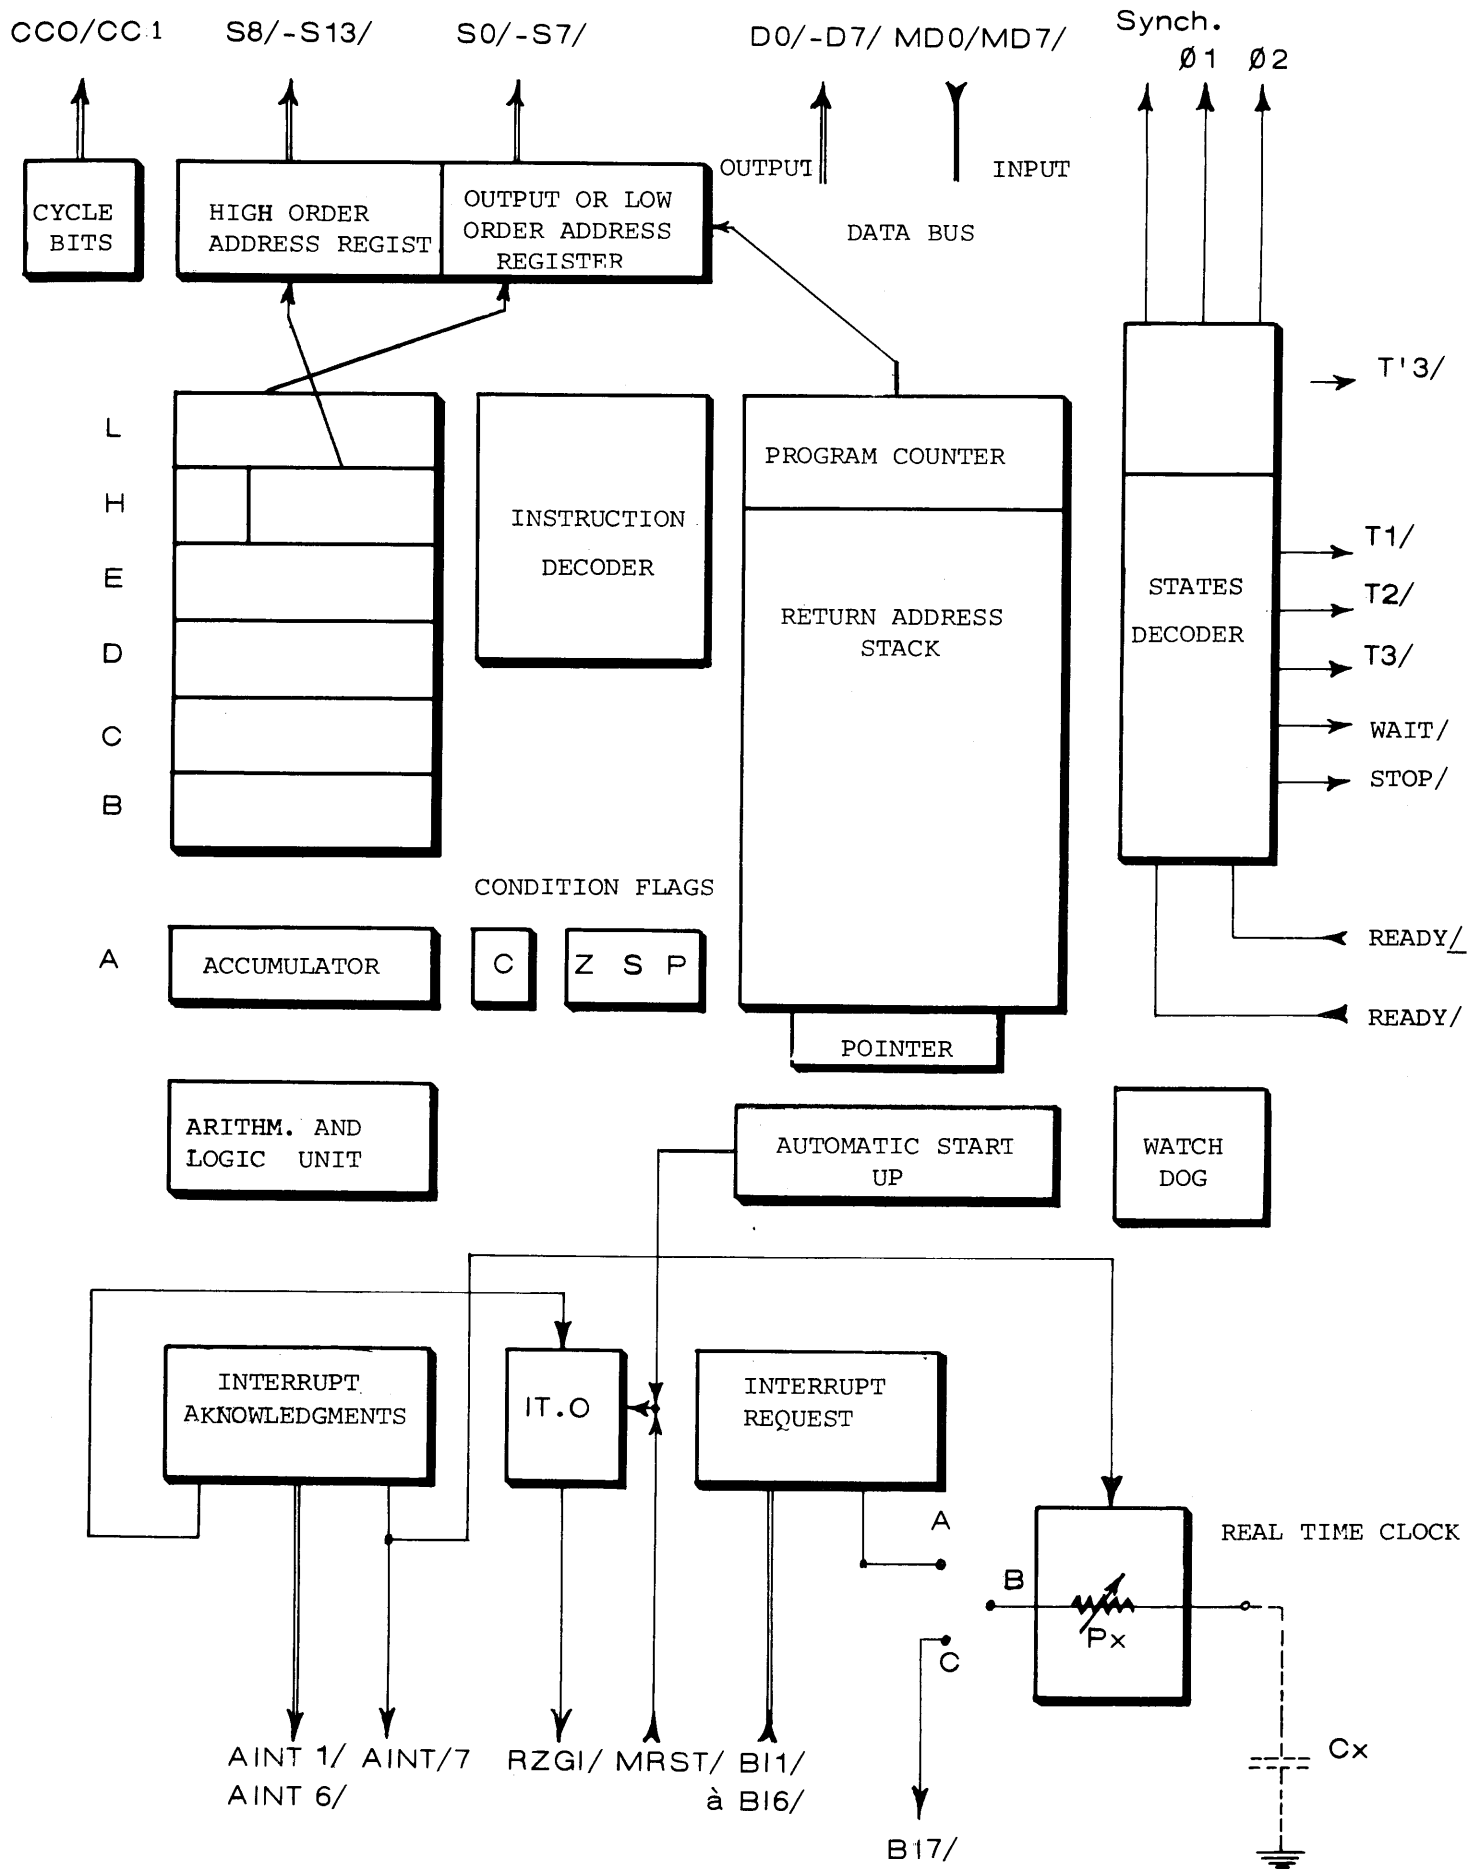 CC0/CC1
S8/-S13/
S0/-S7/
D0/-D7/
MD0/MD7/
Synch.
Ø1
Ø2
OUTPUT
INPUT
DATA BUS
CYCLE
BITS
HIGH ORDER
ADDRESS REGIST
OUTPUT OR LOW
ORDER ADDRESS
REGISTER
T'3/
L
H
E
D
C
B
INSTRUCTION
DECODER
PROGRAM COUNTER
RETURN ADDRESS
STACK
STATES
DECODER
T1/
T2/
T3/
WAIT/
STOP/
CONDITION FLAGS
A
ACCUMULATOR
C
Z S P
READY/
READY/
POINTER
ARITHM. AND
LOGIC UNIT
AUTOMATIC START
UP
WATCH
DOG
INTERRUPT
AKNOWLEDGMENTS
IT.O
INTERRUPT
REQUEST
A
B
C
REAL TIME CLOCK
Px
Cx
AINT 1/
AINT 6/
AINT/7
RZGI/
MRST/
BI1/
à BI6/
B17/